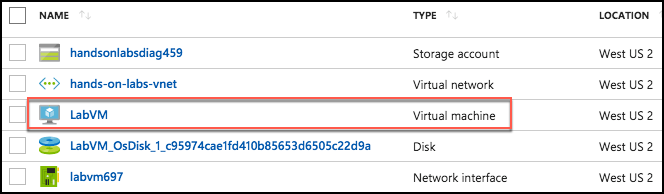 NAME TYPE LOCATION
handsonlabsdiag459 Storage account West US 2
hands-on-labs-vnet Virtual network West US 2
LabVM Virtual machine West US 2
LabVM_OsDisk_1_c95974cae1fd410b85653d6505c22d9a Disk West US 2
labvm697 Network interface West US 2